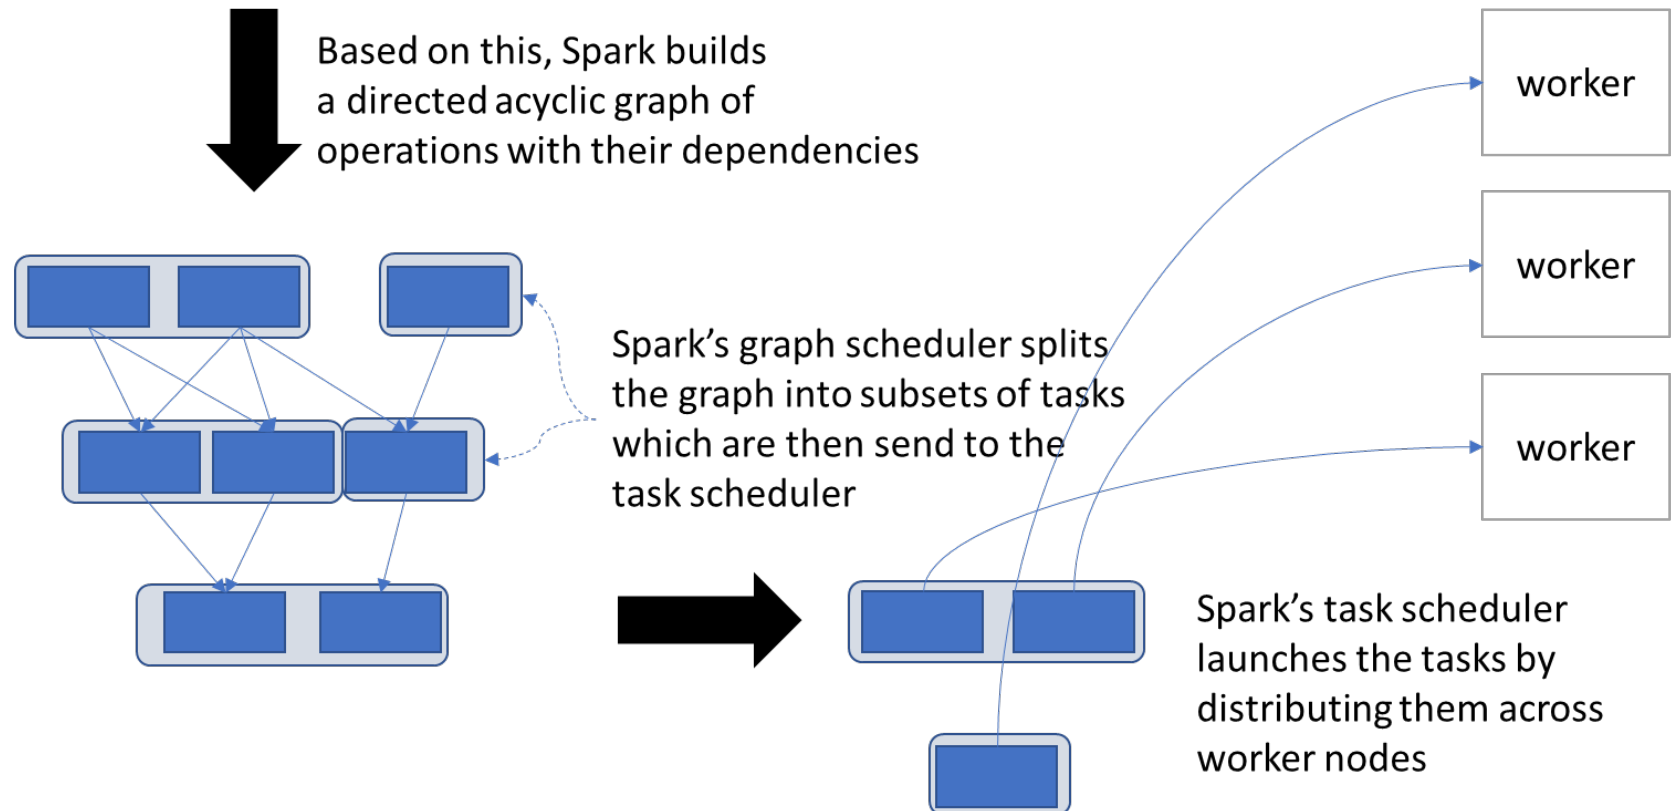 Based on this, Spark builds
a directed acyclic graph of
operations with their dependencies
worker
worker
Spark’s graph scheduler splits
the graph into subsets of tasks
which are then send to the
task scheduler
worker
Spark’s task scheduler
launches the tasks by
distributing them across
worker nodes